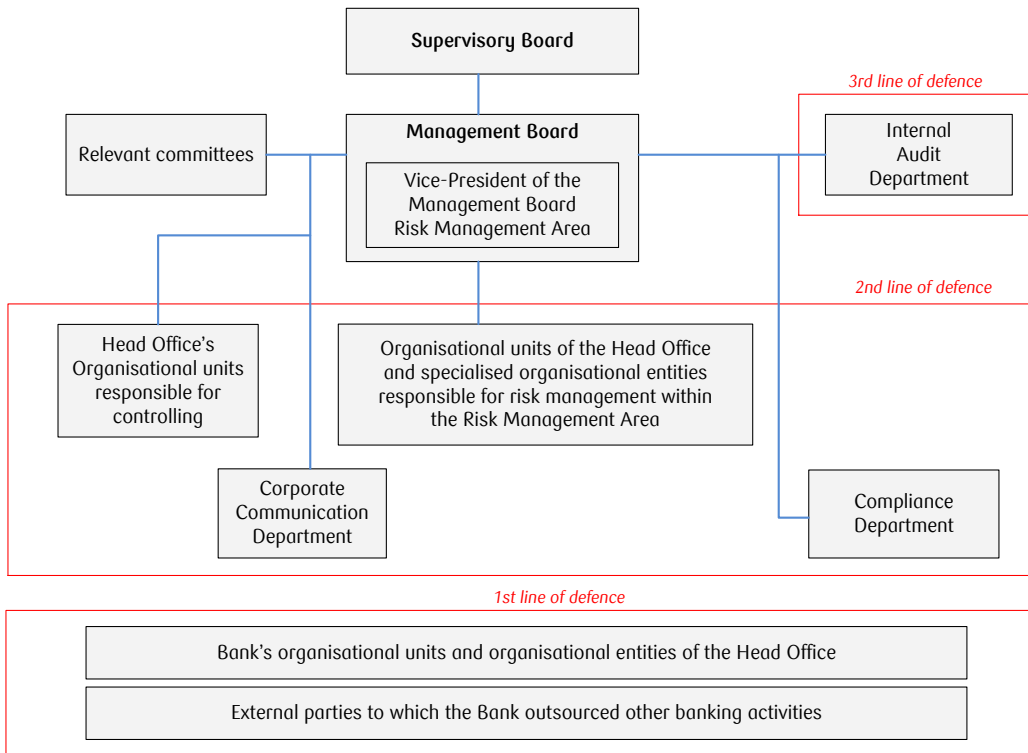 Supervisory Board
3rd line of defence
Relevant committees
Management Board
Vice-President of the
Management Board
Risk Management Area
Internal
Audit
Department
2nd line of defence
Head Office’s
Organisational units
responsible for
controlling
Organisational units of the Head Office
and specialised organisational entities
responsible for risk management within
the Risk Management Area
Corporate
Communication
Department
Compliance
Department
1st line of defence
Bank’s organisational units and organisational entities of the Head Office
External parties to which the Bank outsourced other banking activities